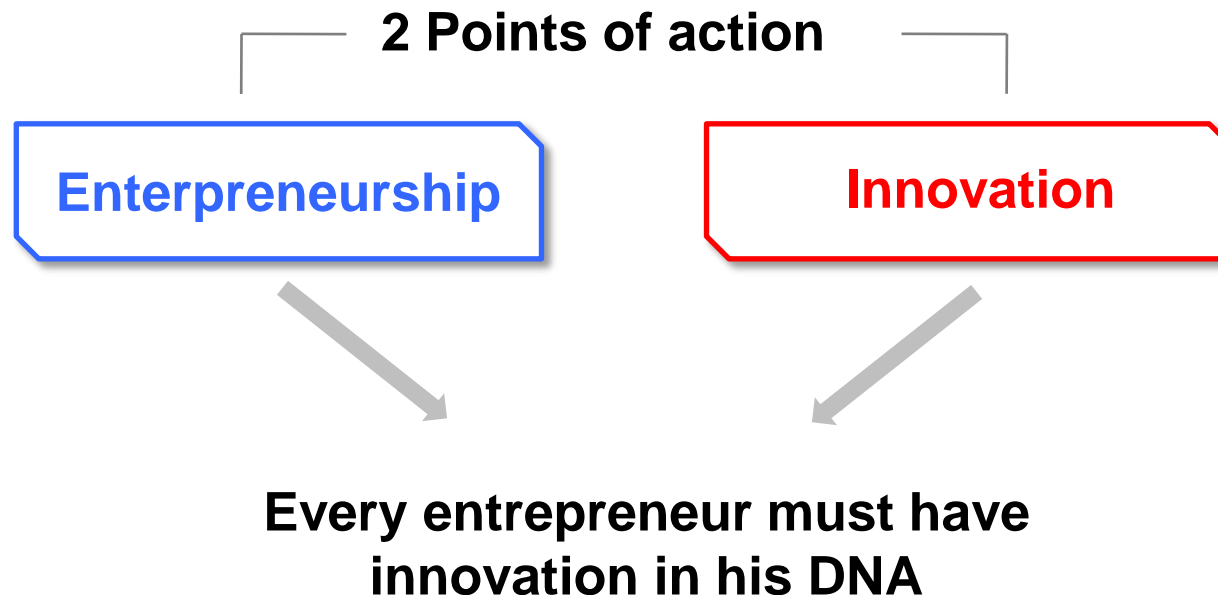 2 Points of action
Enterpreneurship
Innovation
Every entrepreneur must have
innovation in his DNA